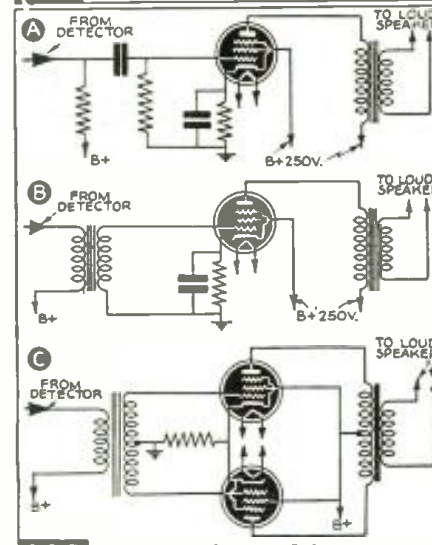 A
FROM
DETECTOR
TO LOUD
SPEAKER
B+
B+ 250V.
B
FROM
DETECTOR
TO LOUD
SPEAKER
B+
B+ 250V.
C
FROM
DETECTOR
TO LOUD
SPEAKER
B+
B+